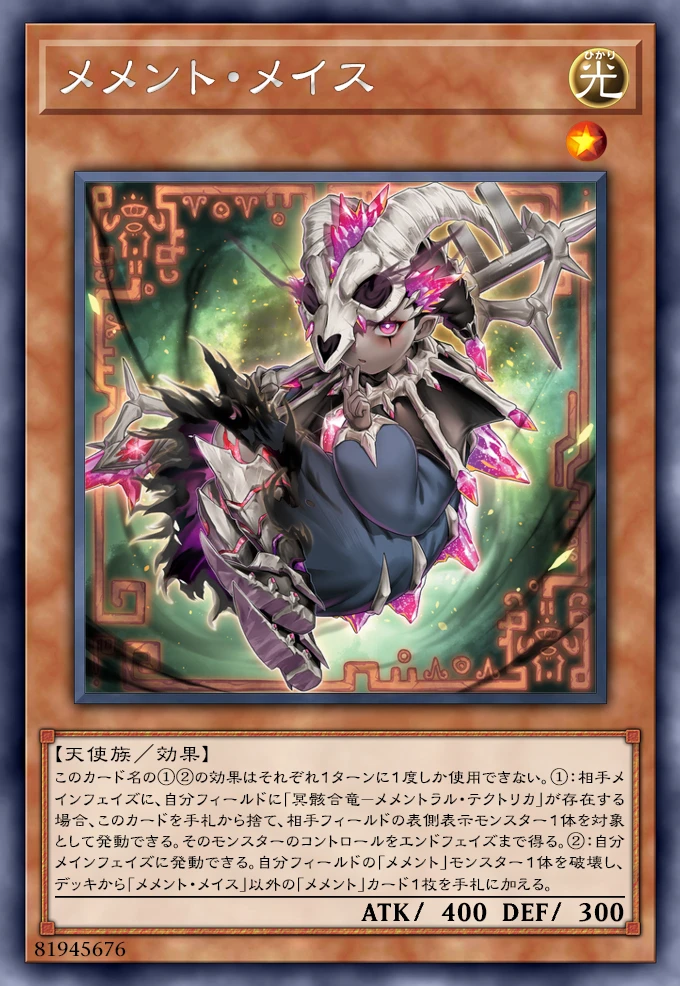 メメント・メイス
ひかり
光
【天使族／効果】
このカード名の①②の効果はそれぞれ1ターンに1度しか使用できない。①：相手メ
インフェイズに、自分フィールドに「冥骸合竜－メメントラル・テクトリカ」が存在する
場合、このカードを手札から捨て、相手フィールドの表側表示モンスター1体を対象
として発動できる。そのモンスターのコントロールをエンドフェイズまで得る。②：自分
メインフェイズに発動できる。自分フィールドの「メメント」モンスター1体を破壊し、
デッキから「メメント・メイス」以外の「メメント」カード1枚を手札に加える。
ATK/ 400 DEF/ 300
81945676